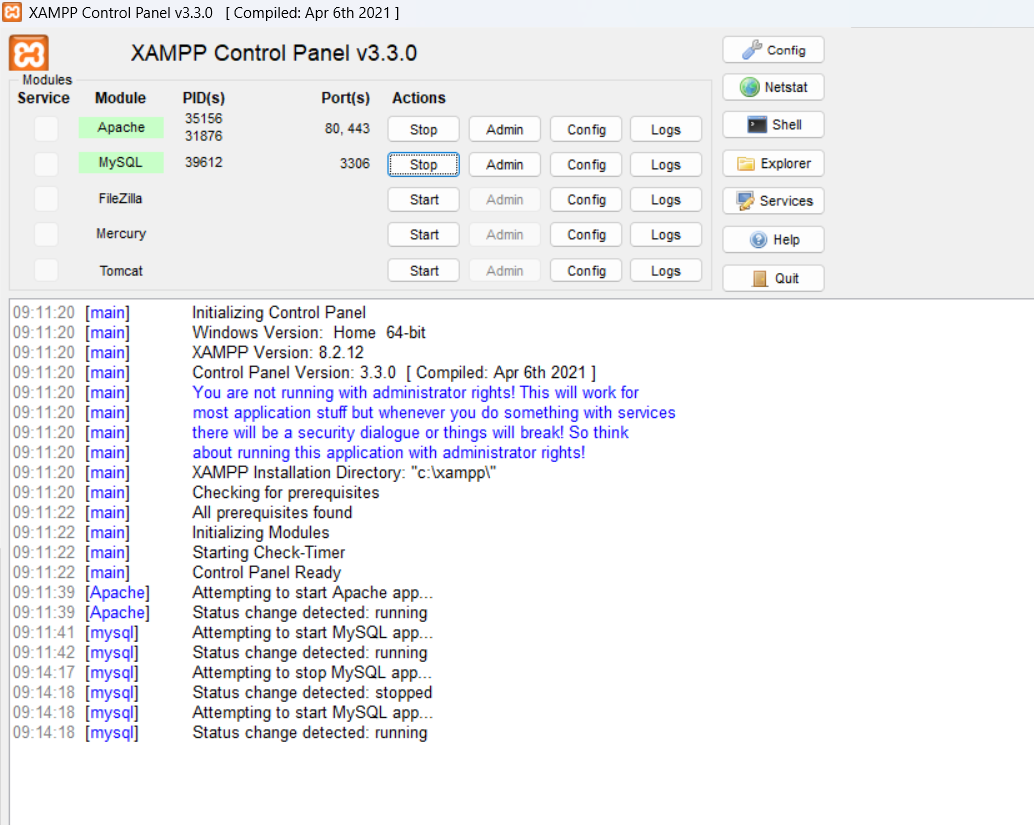 XAMPP Control Panel v3.3.0 [ Compiled: Apr 6th 2021 ]
XAMPP Control Panel v3.3.0
Config
Modules
Service Module PID(s) Port(s) Actions
Netstat
Apache 35156 31876 80, 443 Stop Admin Config Logs
Shell
MySQL 39612 3306 Stop Admin Config Logs
Explorer
FileZilla Start Admin Config Logs
Services
Mercury Start Admin Config Logs
Help
Tomcat Start Admin Config Logs
Quit
09:11:20 [main] Initializing Control Panel
09:11:20 [main] Windows Version: Home 64-bit
09:11:20 [main] XAMPP Version: 8.2.12
09:11:20 [main] Control Panel Version: 3.3.0 [ Compiled: Apr 6th 2021 ]
09:11:20 [main] You are not running with administrator rights! This will work for
09:11:20 [main] most application stuff but whenever you do something with services
09:11:20 [main] there will be a security dialogue or things will break! So think
09:11:20 [main] about running this application with administrator rights!
09:11:20 [main] XAMPP Installation Directory: "c:\xampp\"
09:11:20 [main] Checking for prerequisites
09:11:22 [main] All prerequisites found
09:11:22 [main] Initializing Modules
09:11:22 [main] Starting Check-Timer
09:11:22 [main] Control Panel Ready
09:11:39 [Apache] Attempting to start Apache app...
09:11:39 [Apache] Status change detected: running
09:11:41 [mysql] Attempting to start MySQL app...
09:11:42 [mysql] Status change detected: running
09:14:17 [mysql] Attempting to stop MySQL app...
09:14:18 [mysql] Status change detected: stopped
09:14:18 [mysql] Attempting to start MySQL app...
09:14:18 [mysql] Status change detected: running